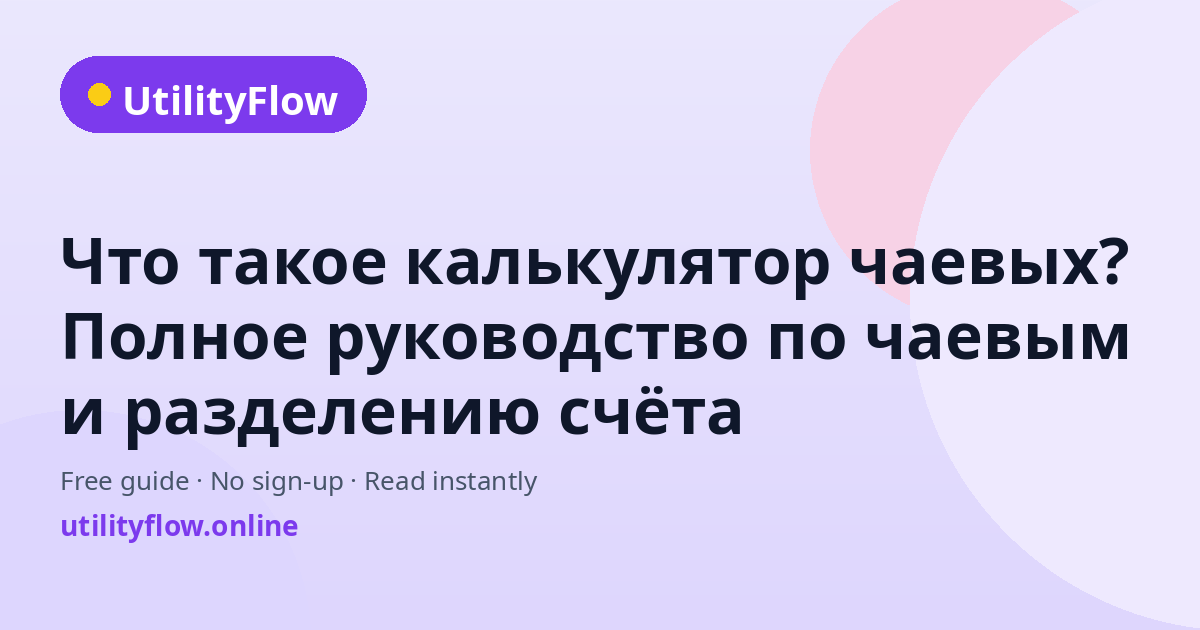 UtilityFlow
Что такое калькулятор чаевых?
Полное руководство по чаевым
и разделению счёта
Free guide · No sign-up · Read instantly
utilityflow.online